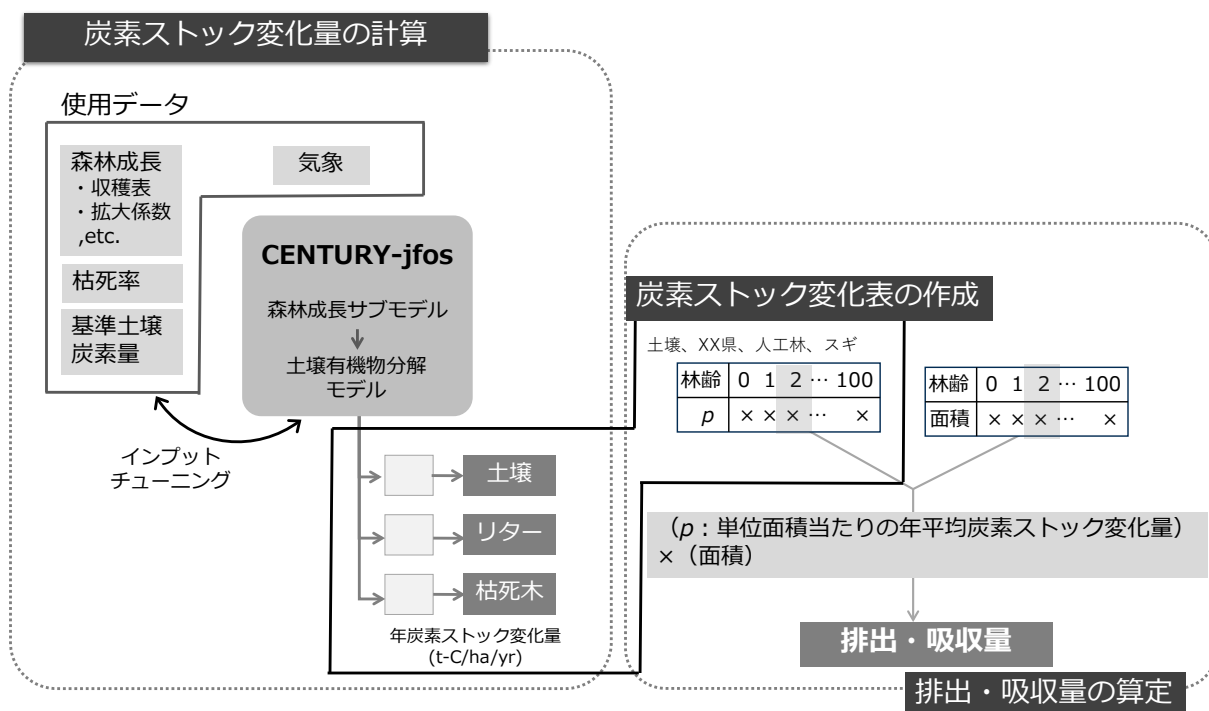 炭素ストック変化量の計算
使用データ
森林成長
・収穫表
・拡大係数
,etc.
気象
枯死率
基準土壌
炭素量
CENTURY-jfos
森林成長サブモデル
土壌有機物分解
モデル
インプット
チューニング
土壌
リター
枯死木
年炭素ストック変化量
(t-C/ha/yr)
炭素ストック変化表の作成
土壌、XX県、人工林、スギ
林齢 0 1 2 … 100
p × × × … ×
林齢 0 1 2 … 100
面積 × × × … ×
（p：単位面積当たりの年平均炭素ストック変化量）
×（面積）
排出・吸収量
排出・吸収量の算定